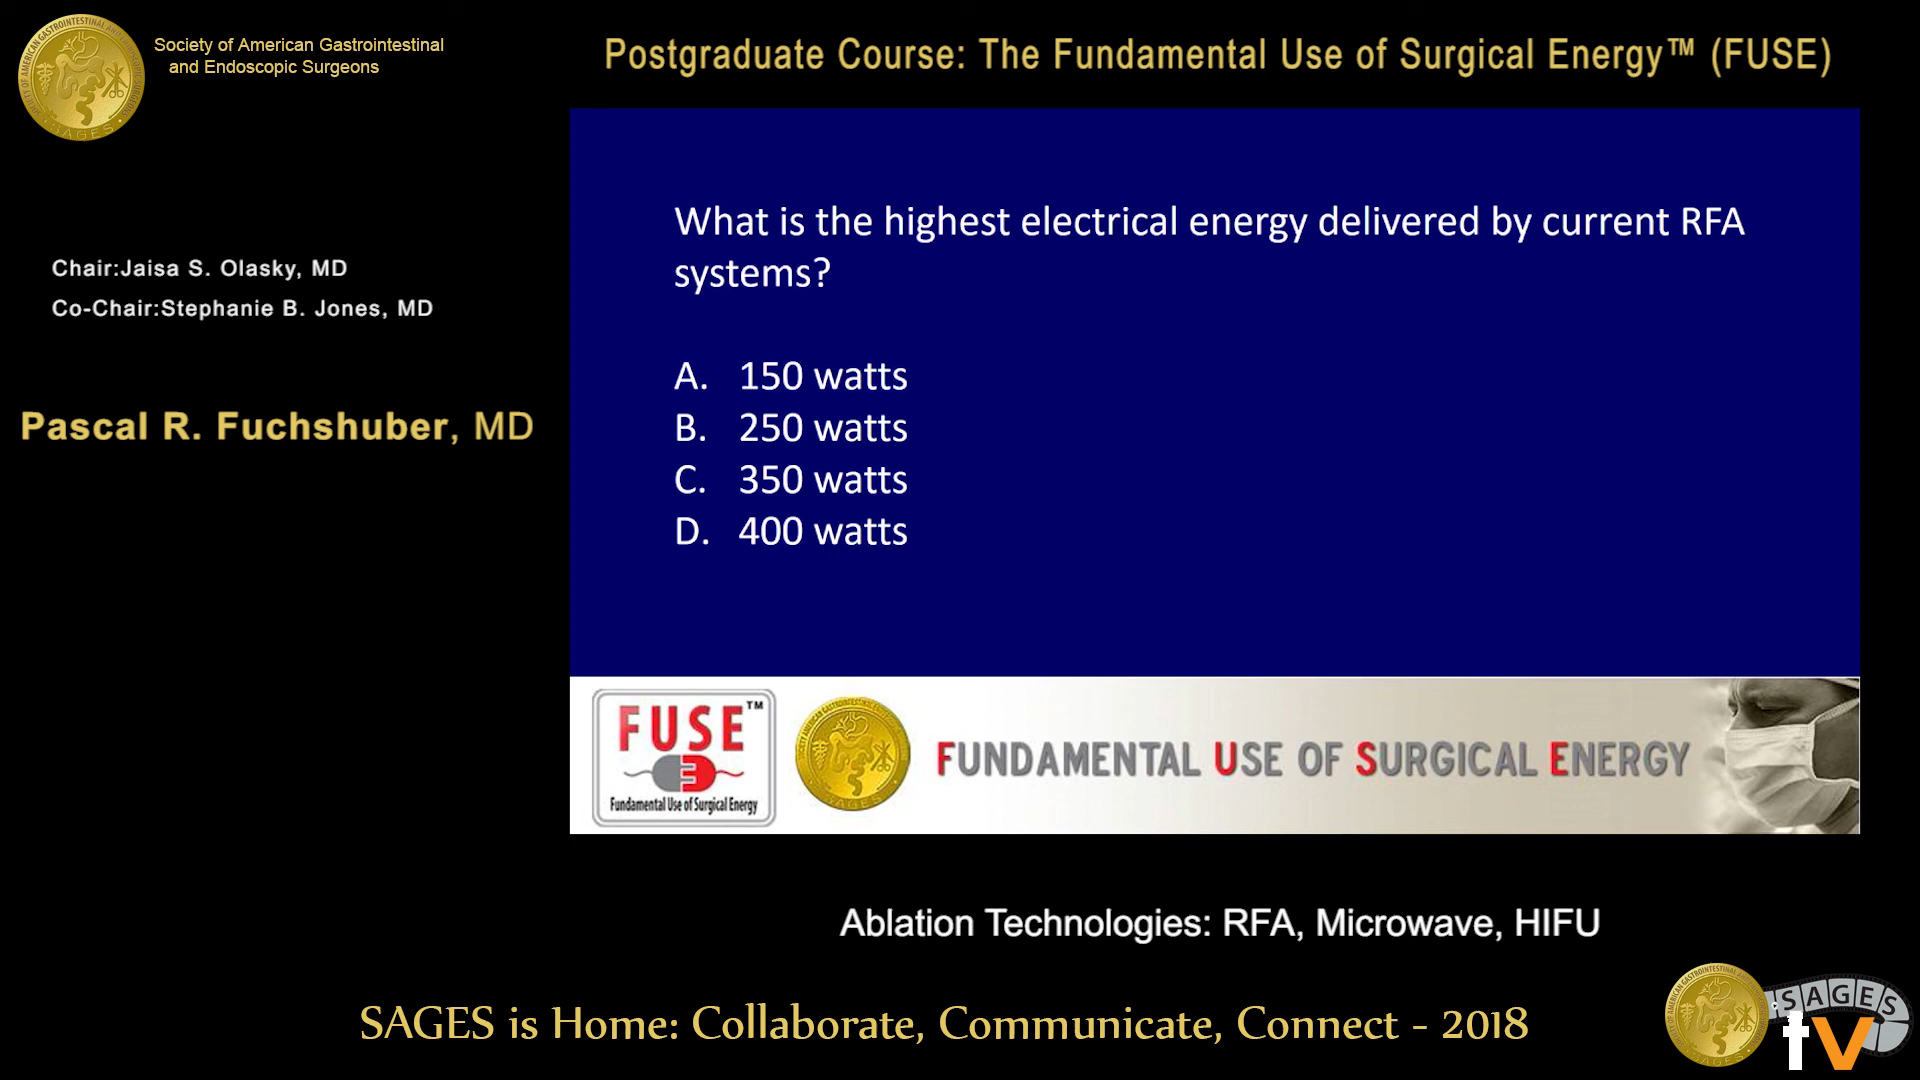 Society of American Gastrointestinal
and Endoscopic Surgeons
Postgraduate Course: The Fundamental Use of Surgical Energy™ (FUSE)
Chair:Jaisa S. Olasky, MD
Co-Chair:Stephanie B. Jones, MD
Pascal R. Fuchshuber, MD
What is the highest electrical energy delivered by current RFA
systems?
A. 150 watts
B. 250 watts
C. 350 watts
D. 400 watts
FUSE™
Fundamental Use of Surgical Energy
SAGES
FUNDAMENTAL USE OF SURGICAL ENERGY
Ablation Technologies: RFA, Microwave, HIFU
SAGES is Home: Collaborate, Communicate, Connect - 2018
SAGES
tv